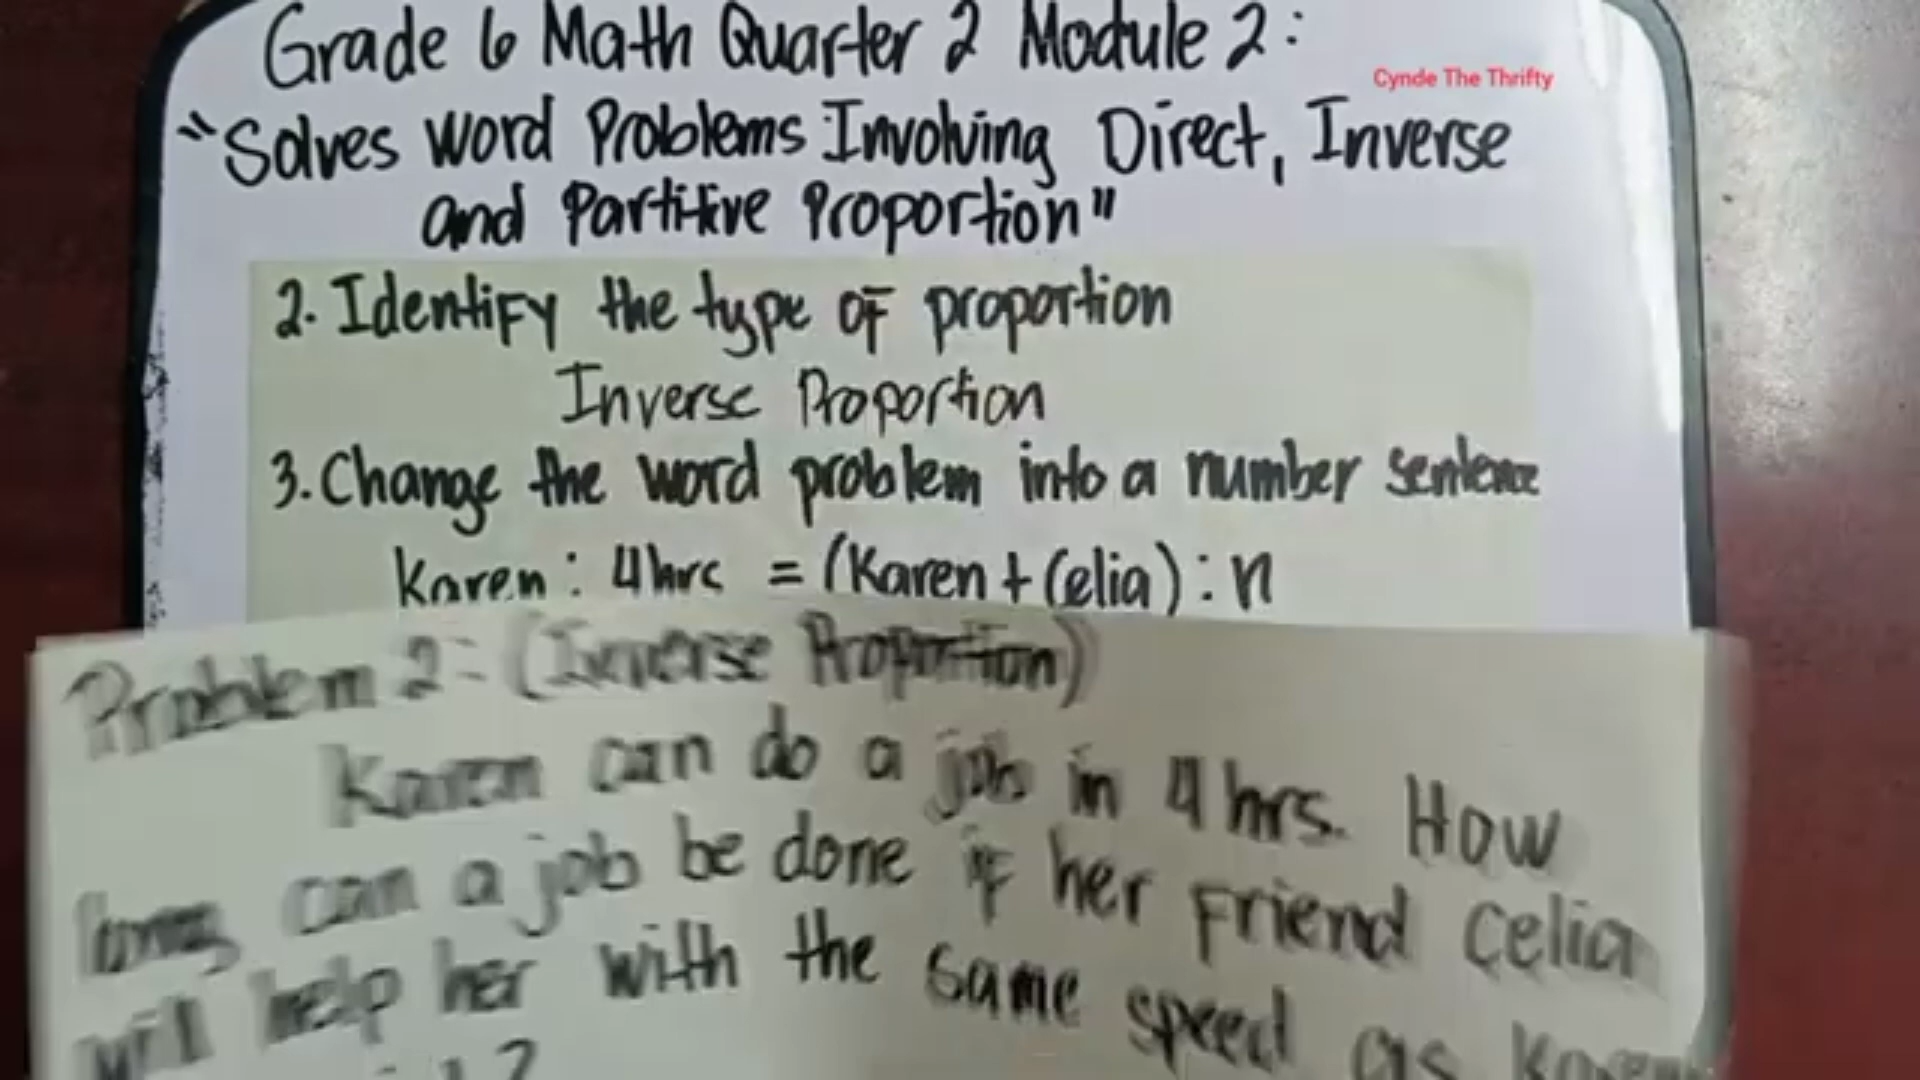 Grade 6 Math Quarter 2 Module 2:
Cynde The Thrifty
"Solves Word Problems Involving Direct, Inverse
and Partitive Proportion"
2. Identify the type of proportion
Inverse Proportion
3. Change the word problem into a number sentence
Karen : 4 hrs = (Karen + Celia) : n
Problem 2: (Inverse Proportion)
Karen can do a job in 4 hrs. How
long can a job be done if her friend Celia
will help her with the same speed as Karen